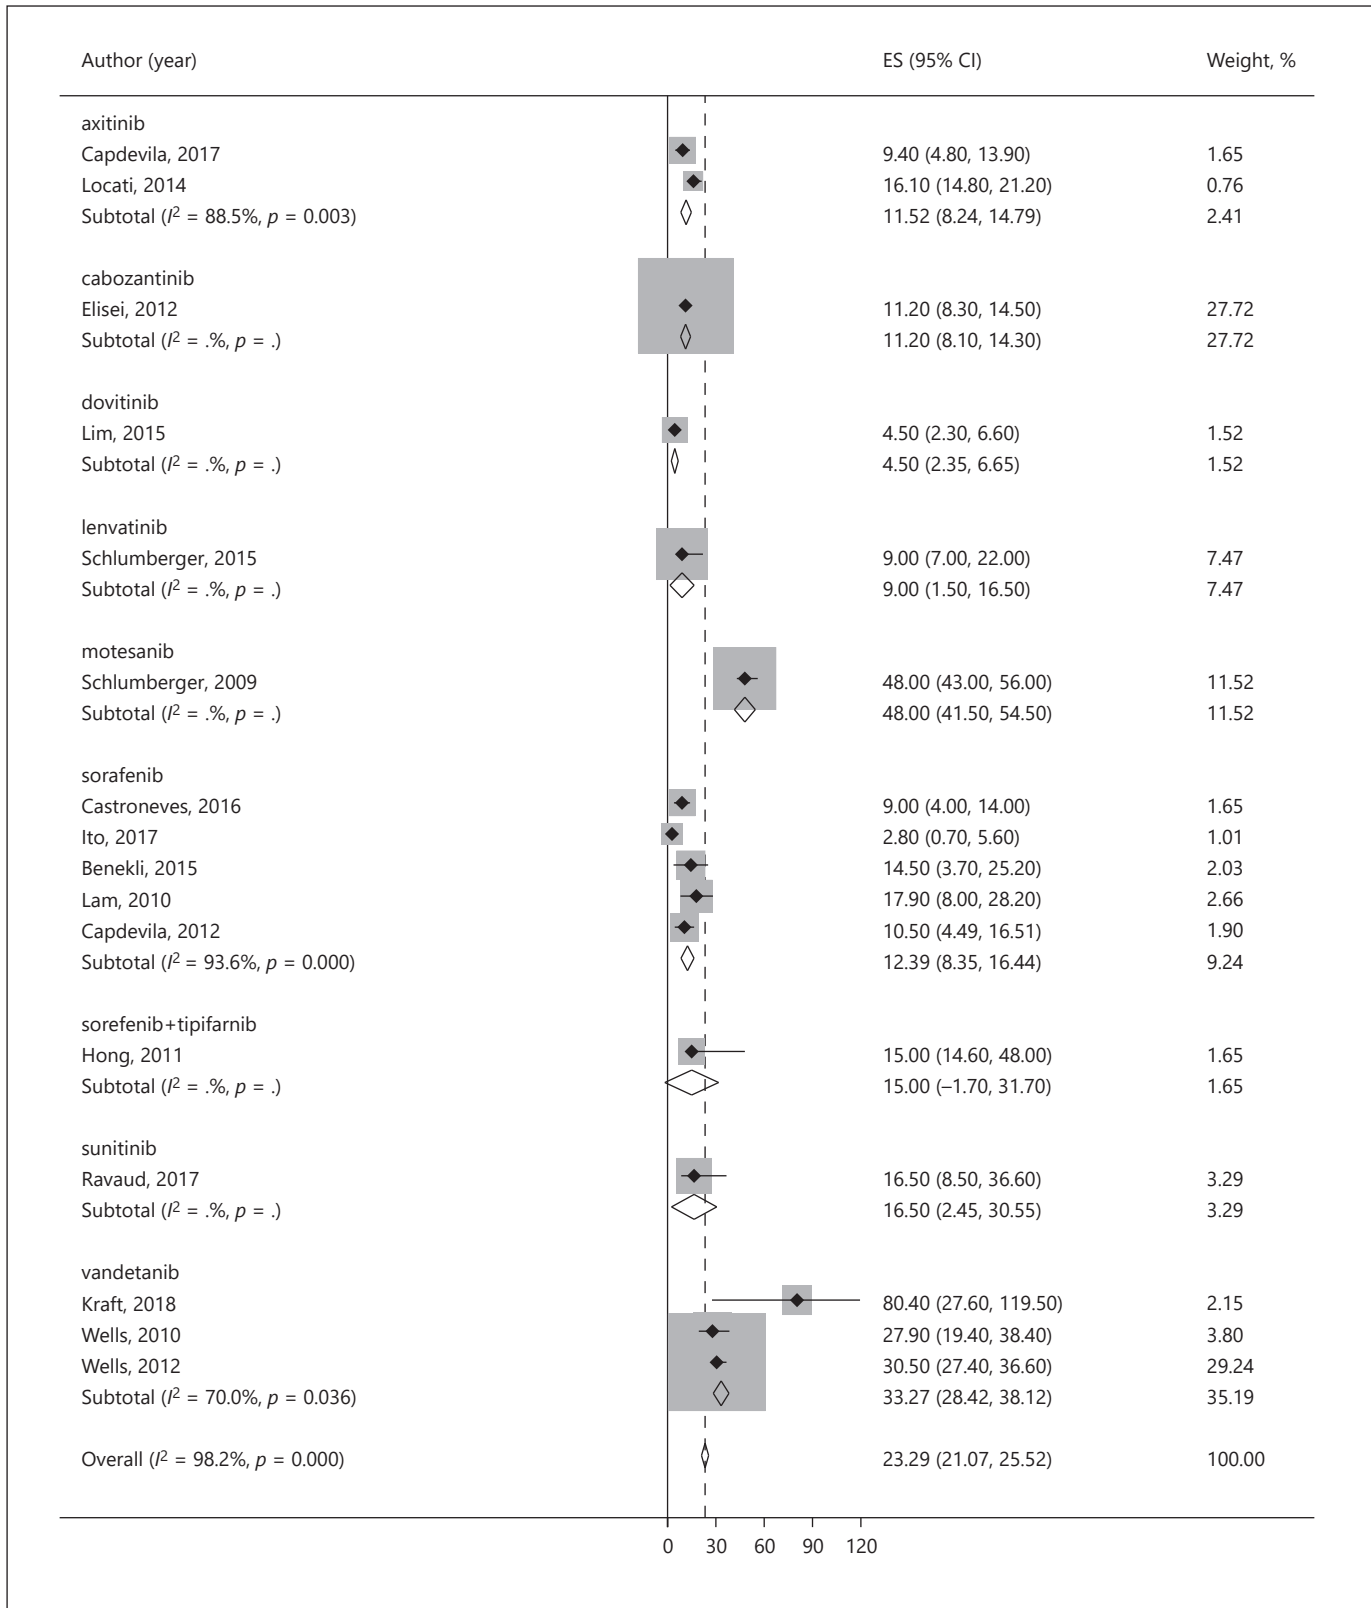 Author (year) ES (95% CI) Weight, %
axitinib
Capdevila, 2017 9.40 (4.80, 13.90) 1.65
Locati, 2014 16.10 (14.80, 21.20) 0.76
Subtotal (I² = 88.5%, p = 0.003) 11.52 (8.24, 14.79) 2.41
cabozantinib
Elisei, 2012 11.20 (8.30, 14.50) 27.72
Subtotal (I² = .%, p = .) 11.20 (8.10, 14.30) 27.72
dovitinib
Lim, 2015 4.50 (2.30, 6.60) 1.52
Subtotal (I² = .%, p = .) 4.50 (2.35, 6.65) 1.52
lenvatinib
Schlumberger, 2015 9.00 (7.00, 22.00) 7.47
Subtotal (I² = .%, p = .) 9.00 (1.50, 16.50) 7.47
motesanib
Schlumberger, 2009 48.00 (43.00, 56.00) 11.52
Subtotal (I² = .%, p = .) 48.00 (41.50, 54.50) 11.52
sorafenib
Castroneves, 2016 9.00 (4.00, 14.00) 1.65
Ito, 2017 2.80 (0.70, 5.60) 1.01
Benekli, 2015 14.50 (3.70, 25.20) 2.03
Lam, 2010 17.90 (8.00, 28.20) 2.66
Capdevila, 2012 10.50 (4.49, 16.51) 1.90
Subtotal (I² = 93.6%, p = 0.000) 12.39 (8.35, 16.44) 9.24
sorefenib+tipifarnib
Hong, 2011 15.00 (14.60, 48.00) 1.65
Subtotal (I² = .%, p = .) 15.00 (–1.70, 31.70) 1.65
sunitinib
Ravaud, 2017 16.50 (8.50, 36.60) 3.29
Subtotal (I² = .%, p = .) 16.50 (2.45, 30.55) 3.29
vandetanib
Kraft, 2018 80.40 (27.60, 119.50) 2.15
Wells, 2010 27.90 (19.40, 38.40) 3.80
Wells, 2012 30.50 (27.40, 36.60) 29.24
Subtotal (I² = 70.0%, p = 0.036) 33.27 (28.42, 38.12) 35.19
Overall (I² = 98.2%, p = 0.000) 23.29 (21.07, 25.52) 100.00
0 30 60 90 120